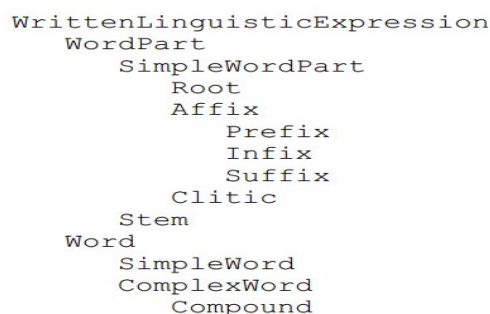 WrittenLinguisticExpression
WordPart
SimpleWordPart
Root
Affix
Prefix
Infix
Suffix
Clitic
Stem
Word
SimpleWord
ComplexWord
Compound